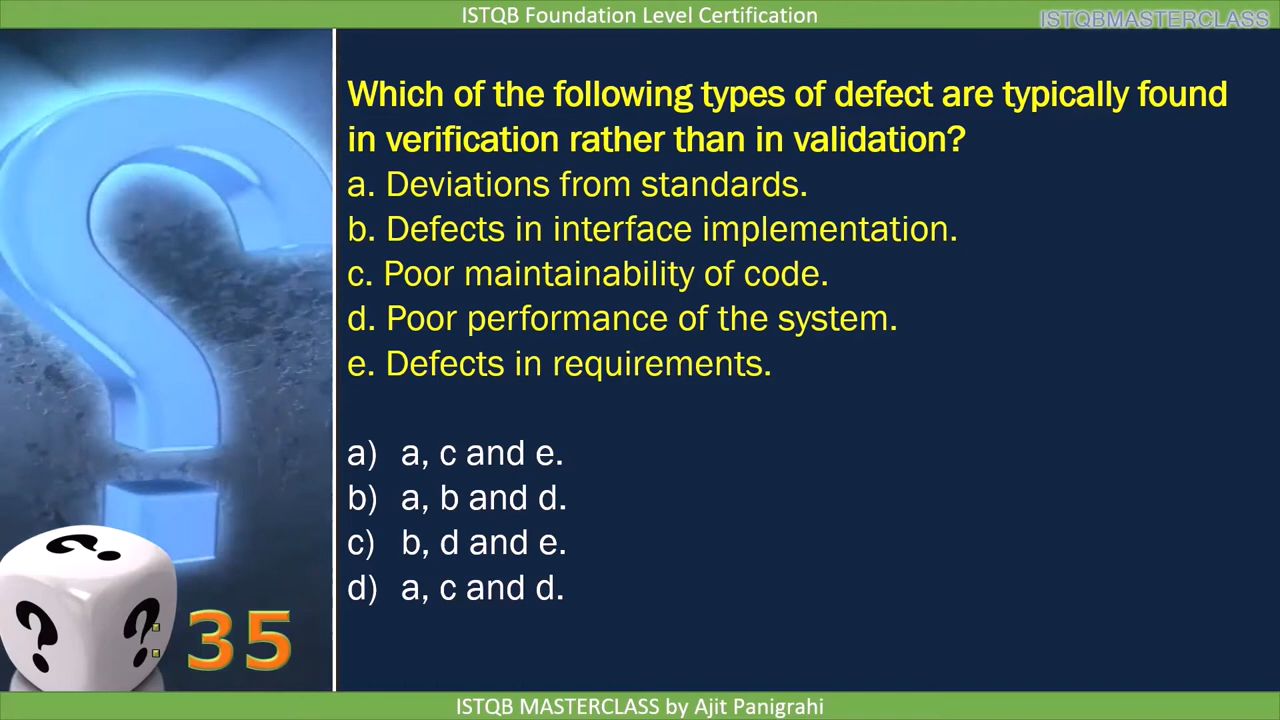 ISTQB Foundation Level Certification
ISTQBMASTERCLASS
Which of the following types of defect are typically found
in verification rather than in validation?
a. Deviations from standards.
b. Defects in interface implementation.
c. Poor maintainability of code.
d. Poor performance of the system.
e. Defects in requirements.
a) a, c and e.
b) a, b and d.
c) b, d and e.
d) a, c and d.
: 35
ISTQB MASTERCLASS by Ajit Panigrahi